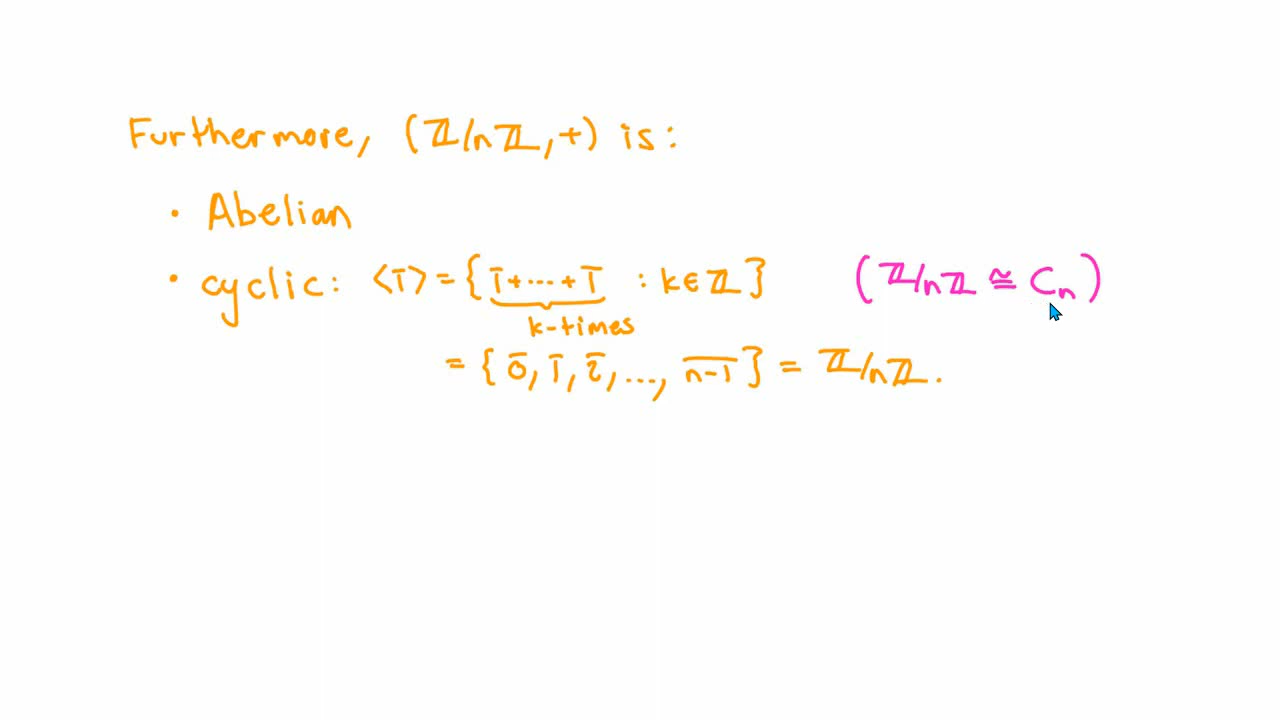 Furthermore, (ℤ/nℤ, +) is:
• Abelian
• cyclic: ⟨1̄⟩ = {1̄ + ⋯ + 1̄ : k ∈ ℤ} (ℤ/nℤ ≅ Cₙ)
k-times
= {0̄, 1̄, 2̄, ..., n̅-̅1̅} = ℤ/nℤ.